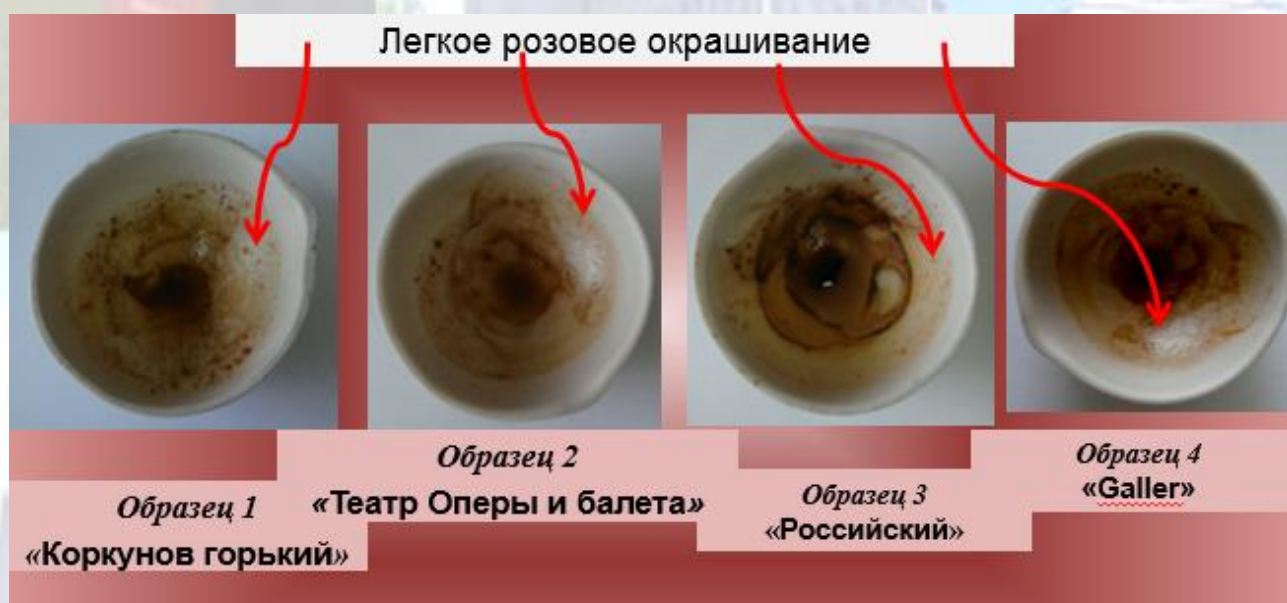 Легкое розовое окрашивание
Образец 1
«Коркунов горький»
Образец 2
«Театр Оперы и балета»
Образец 3
«Российский»
Образец 4
«Galler»